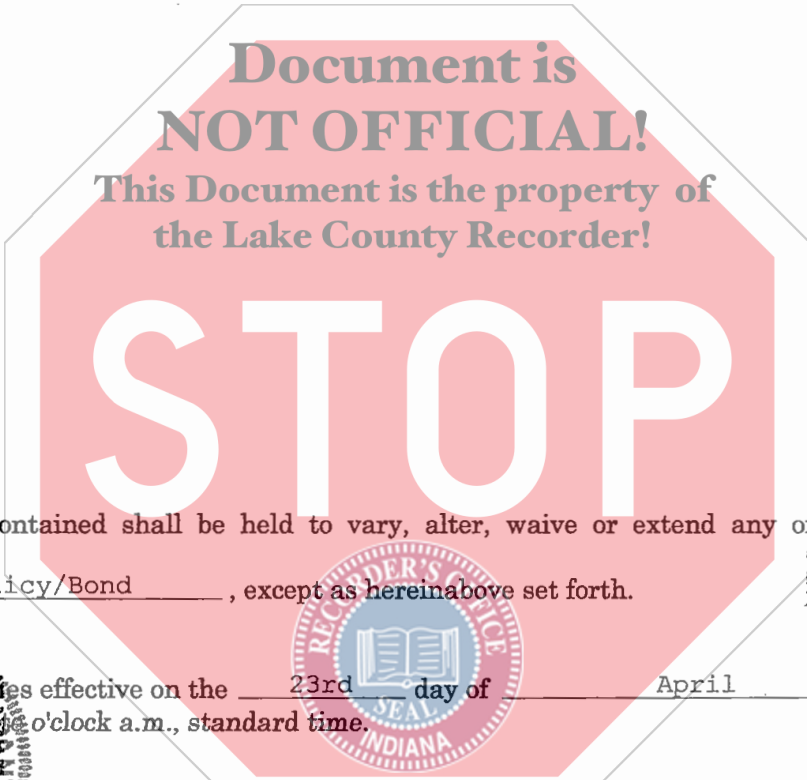 Document is
NOT OFFICIAL!
This Document is the property of
the Lake County Recorder!
STOP
ontained shall be held to vary, alter, waive or extend any
icy/Bond , except as hereinabove set forth.
RECORDER'S OFFICE
SEAL
INDIANA
es effective on the 23rd day of April
o'clock a.m., standard time.